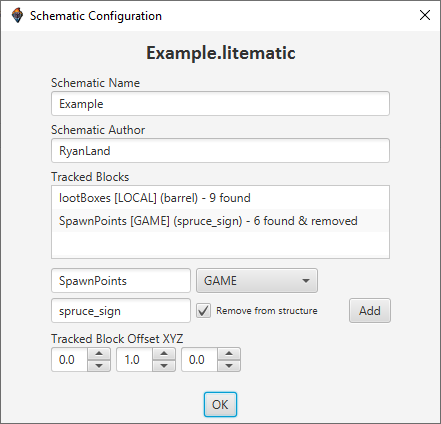 Schematic Configuration
Example.litematic
Schematic Name
Example
Schematic Author
RyanLand
Tracked Blocks
lootBoxes [LOCAL] (barrel) - 9 found
SpawnPoints [GAME] (spruce_sign) - 6 found & removed
SpawnPoints GAME
spruce_sign Remove from structure Add
Tracked Block Offset XYZ
0.0 1.0 0.0
OK